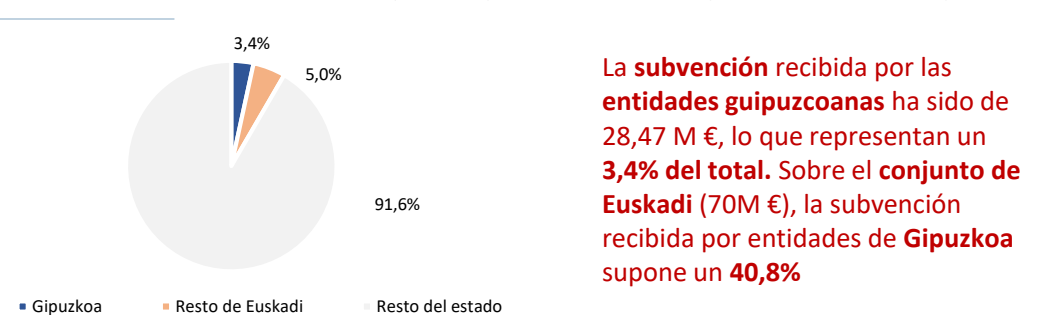 3,4%
5,0%
91,6%
Gipuzkoa
Resto de Euskadi
Resto del estado
La subvención recibida por las
entidades guipuzcoanas ha sido de
28,47 M €, lo que representan un
3,4% del total. Sobre el conjunto de
Euskadi (70M €), la subvención
recibida por entidades de Gipuzkoa
supone un 40,8%